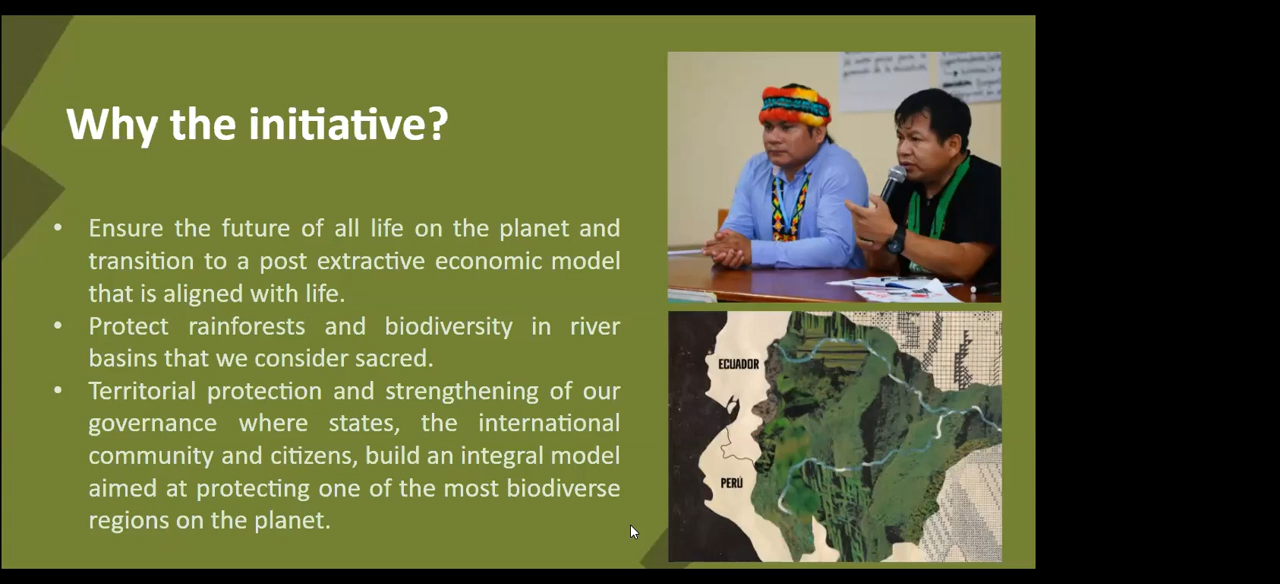 Why the initiative?
• Ensure the future of all life on the planet and
transition to a post extractive economic model
that is aligned with life.
• Protect rainforests and biodiversity in river
basins that we consider sacred.
• Territorial protection and strengthening of our
governance where states, the international
community and citizens, build an integral model
aimed at protecting one of the most biodiverse
regions on the planet.
ECUADOR
PERÚ